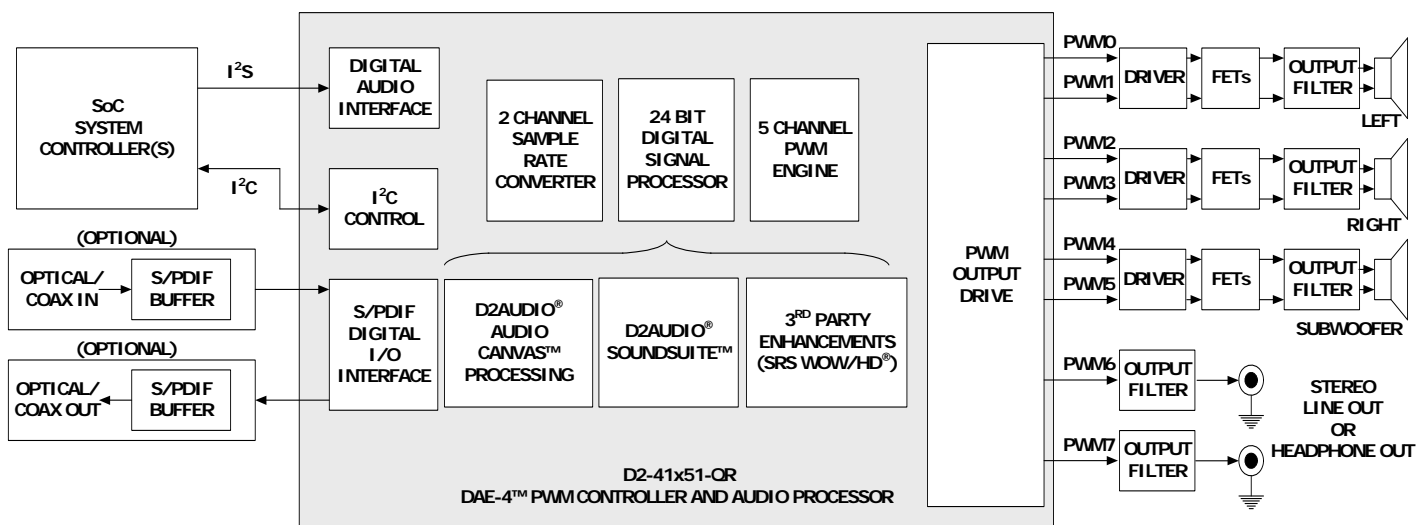 SoC
SYSTEM
CONTROLLER(S)
I²S
I²C
DIGITAL
AUDIO
INTERFACE
I²C
CONTROL
(OPTIONAL)
OPTICAL/
COAX IN
S/PDIF
BUFFER
(OPTIONAL)
OPTICAL/
COAX OUT
S/PDIF
BUFFER
S/PDIF
DIGITAL
I/O
INTERFACE
2 CHANNEL
SAMPLE
RATE
CONVERTER
24 BIT
DIGITAL
SIGNAL
PROCESSOR
5 CHANNEL
PWM
ENGINE
D2AUDIO®
AUDIO
CANVAS™
PROCESSING
D2AUDIO®
SOUNDSUITE™
3RD PARTY
ENHANCEMENTS
(SRS WOW/HD®)
D2-41x51-QR
DAE-4™ PWM CONTROLLER AND AUDIO PROCESSOR
PWM
OUTPUT
DRIVE
PWM0
PWM1
DRIVER
FETs
OUTPUT
FILTER
LEFT
PWM2
PWM3
DRIVER
FETs
OUTPUT
FILTER
RIGHT
PWM4
PWM5
DRIVER
FETs
OUTPUT
FILTER
SUBWOOFER
PWM6
OUTPUT
FILTER
PWM7
OUTPUT
FILTER
STEREO
LINE OUT
OR
HEADPHONE OUT